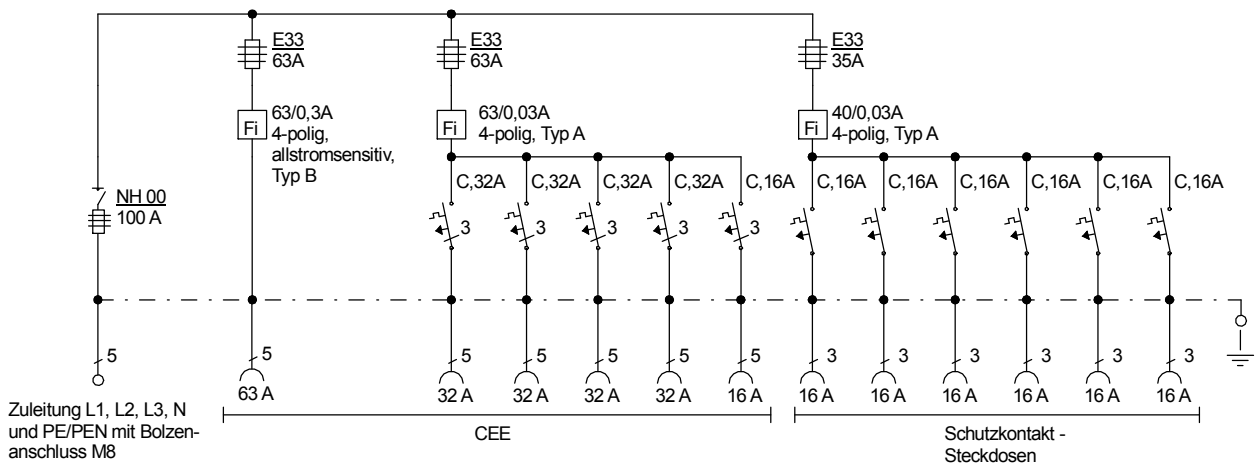 E33
63A
E33
63A
E33
35A
Fi
63/0,3A
4-polig,
allstromsensitiv,
Typ B
Fi
63/0,03A
4-polig, Typ A
Fi
40/0,03A
4-polig, Typ A
NH 00
100 A
C,32A
C,32A
C,32A
C,32A
C,16A
C,16A
C,16A
C,16A
C,16A
C,16A
C,16A
3
3
3
3
3
5
5
5
5
5
5
5
3
3
3
3
3
3
63 A
32 A
32 A
32 A
32 A
16 A
16 A
16 A
16 A
16 A
16 A
16 A
Zuleitung L1, L2, L3, N
und PE/PEN mit Bolzen-
anschluss M8
CEE
Schutzkontakt -
Steckdosen